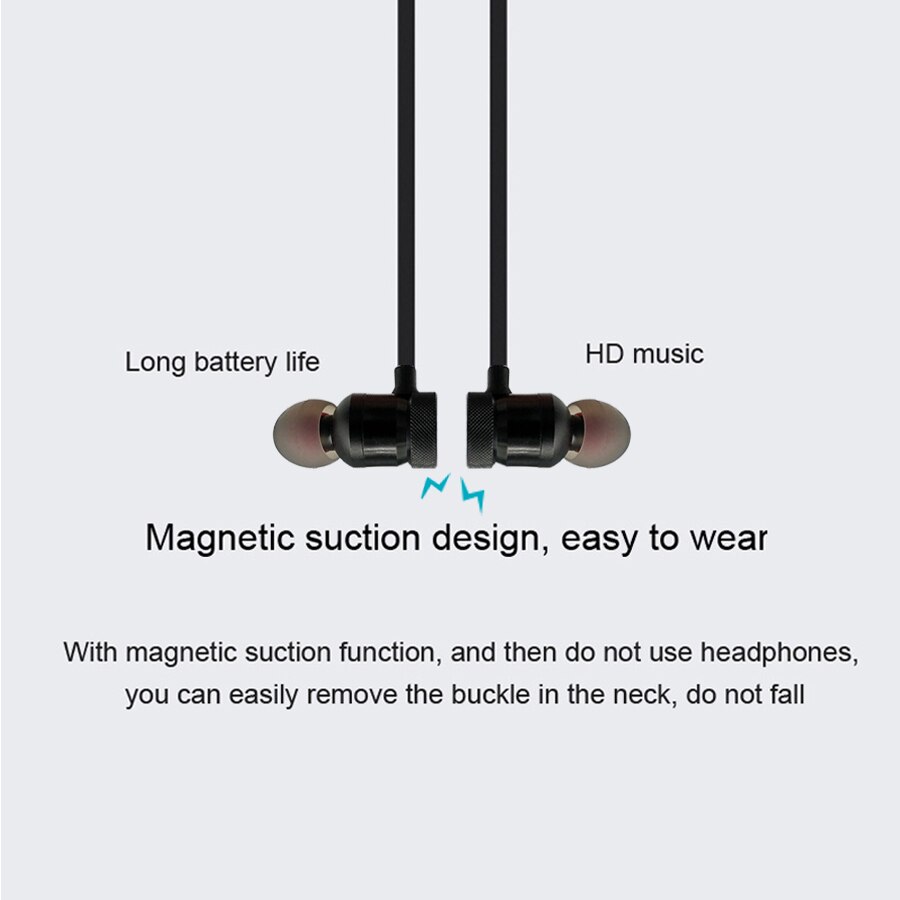 Long battery life
HD music
Magnetic suction design, easy to wear
With magnetic suction function, and then do not use headphones,
you can easily remove the buckle in the neck, do not fall